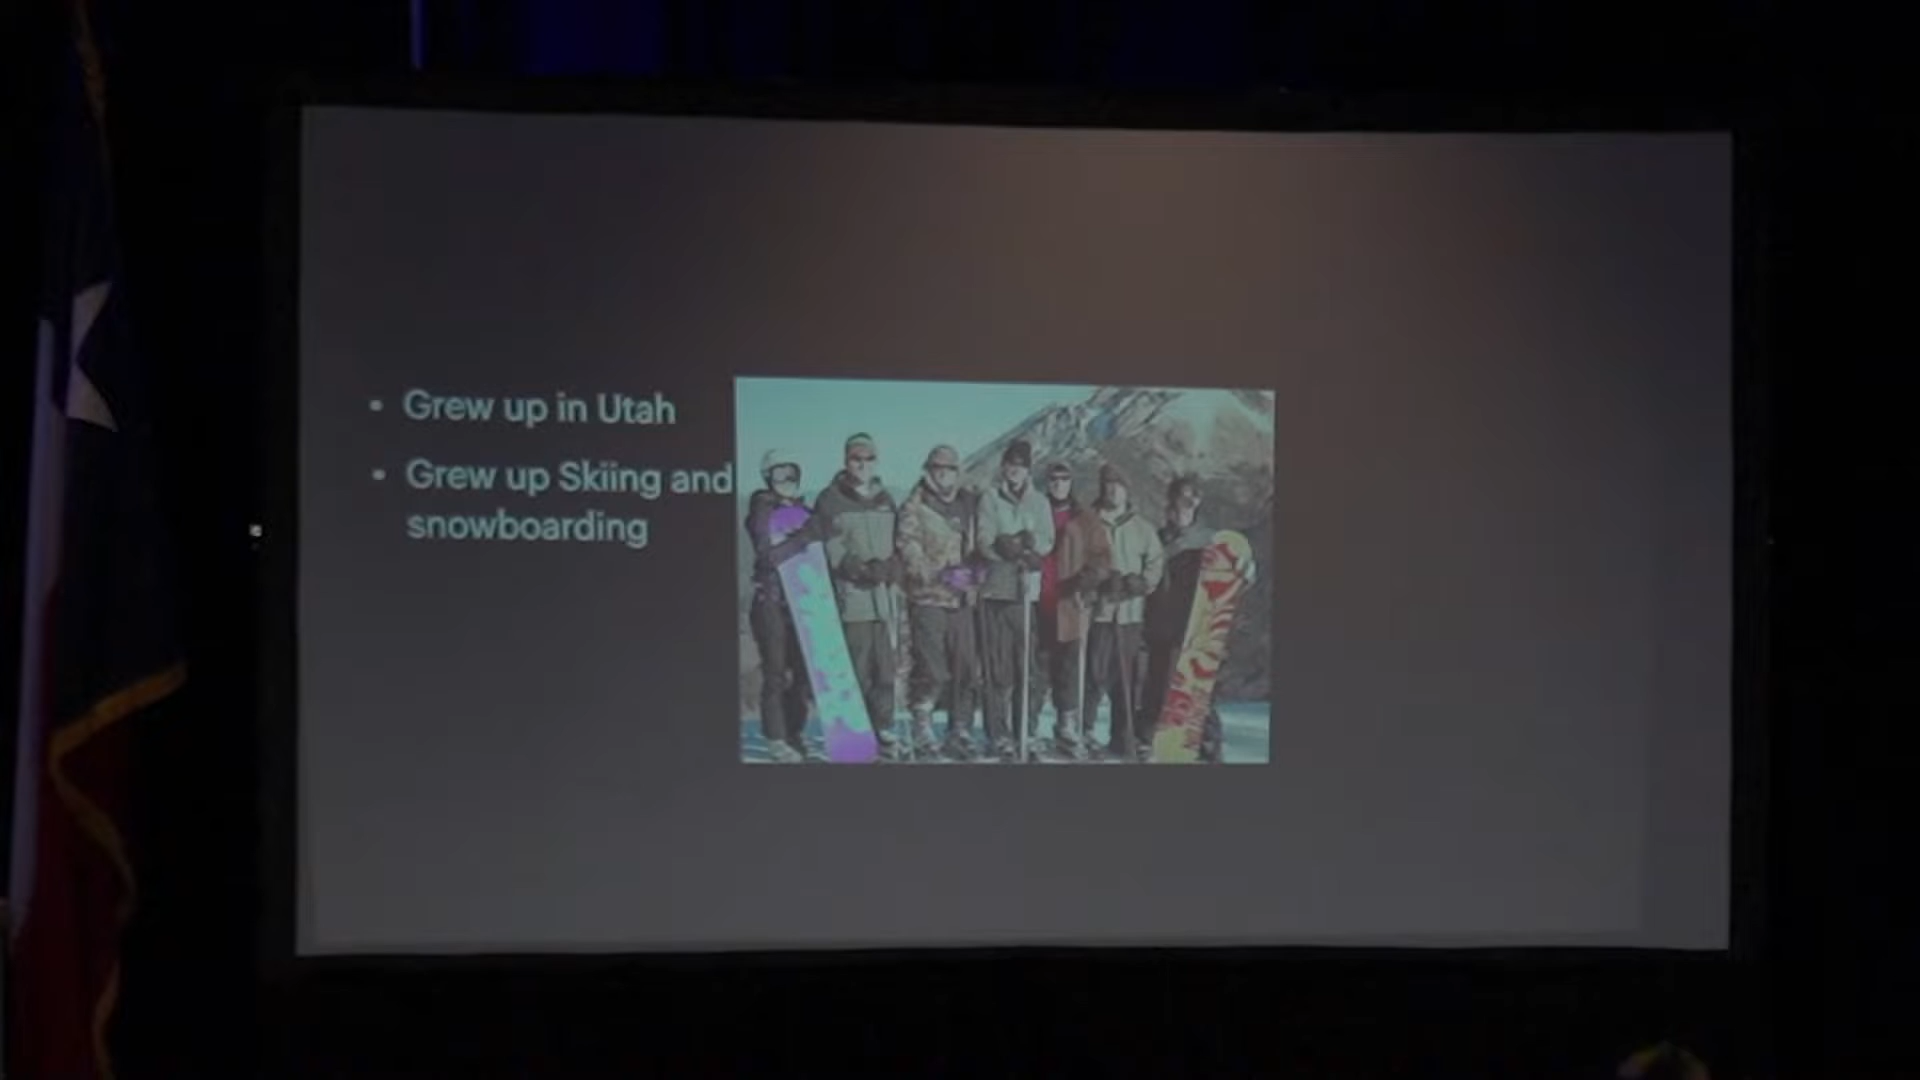 • Grew up in Utah
• Grew up Skiing and
snowboarding